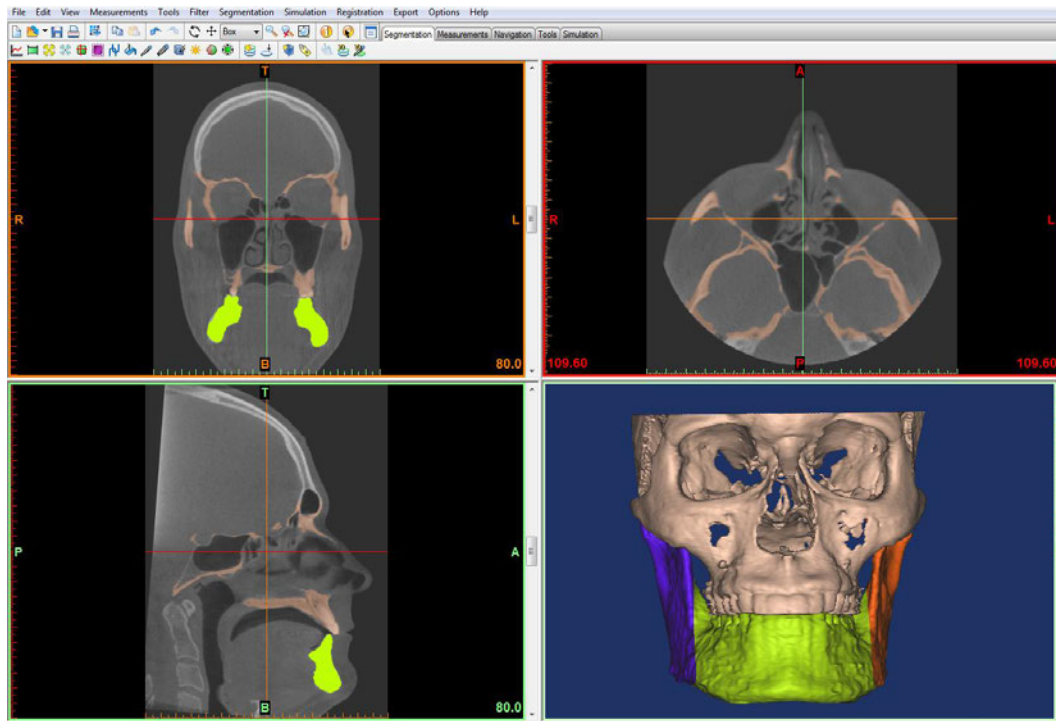 File Edit View Measurements Tools Filter Segmentation Simulation Registration Export Options Help
Box
Segmentation Measurements Navigation Tools Simulation
T
R
L
B
80.0
A
R
L
P
109.60
109.60
T
P
A
B
80.0